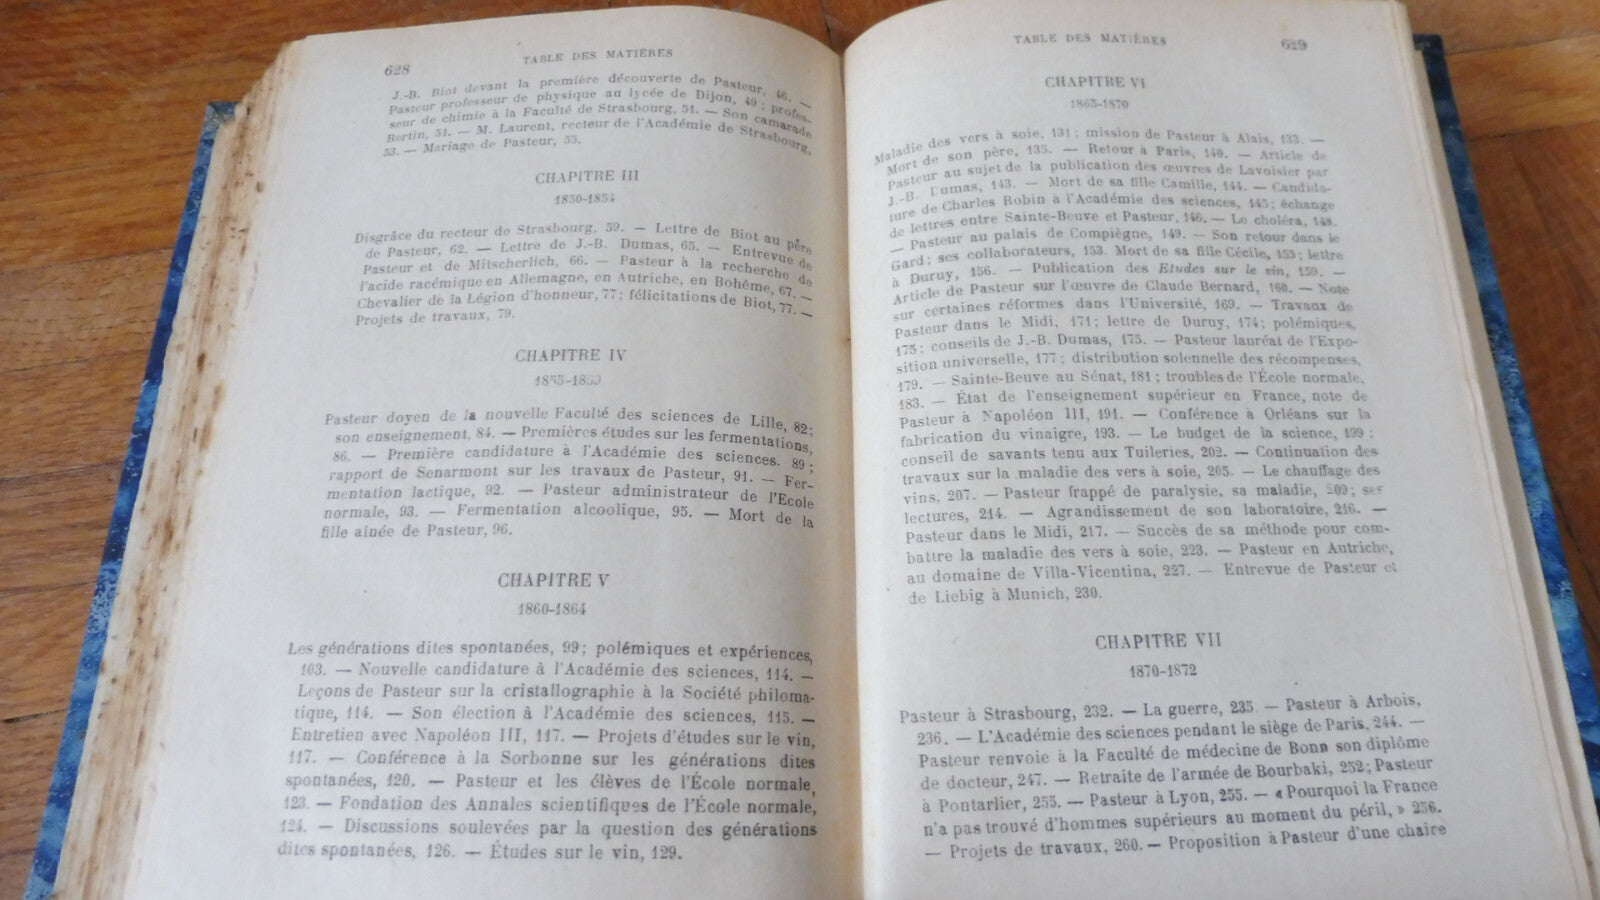 628
TABLE DES MATIÈRES
J.-B. Biot devant la première découverte de Pasteur, 46. —
Pasteur professeur de physique au lycée de Dijon, 49 ; profes-
seur de chimie à la Faculté de Strasbourg, 51. — Son camarade
Bertin, 51. — M. Laurent, recteur de l'Académie de Strasbourg,
53. — Mariage de Pasteur, 55.
CHAPITRE III
1850-1854
Disgrâce du recteur de Strasbourg, 59. — Lettre de Biot au père
de Pasteur, 62. — Lettre de J.-B. Dumas, 65. — Entrevue de
Pasteur et de Mitscherlich, 66. — Pasteur à la recherche de
l'acide racémique en Allemagne, en Autriche, en Bohême, 67. —
Chevalier de la Légion d'honneur, 77 ; félicitations de Biot, 77. —
Projets de travaux, 79.
CHAPITRE IV
1855-1859
Pasteur doyen de la nouvelle Faculté des sciences de Lille, 82 ;
son enseignement, 84. — Premières études sur les fermentations,
86. — Première candidature à l'Académie des sciences, 89 ;
rapport de Senarmont sur les travaux de Pasteur, 91. — Fer-
mentation lactique, 92. — Pasteur administrateur de l'École
normale, 93. — Fermentation alcoolique, 95. — Mort de la
fille aînée de Pasteur, 96.
CHAPITRE V
1860-1864
Les générations dites spontanées, 99 ; polémiques et expériences,
103. — Nouvelle candidature à l'Académie des sciences, 114. —
Leçons de Pasteur sur la cristallographie à la Société philoma-
tique, 114. — Son élection à l'Académie des sciences, 115. —
Entretien avec Napoléon III, 117. — Projets d'études sur le vin,
117. — Conférence à la Sorbonne sur les générations dites
spontanées, 120. — Pasteur et les élèves de l'École normale,
123. — Fondation des Annales scientifiques de l'École normale,
124. — Discussions soulevées par la question des générations
dites spontanées, 126. — Études sur le vin, 129.
TABLE DES MATIÈRES
629
CHAPITRE VI
1865-1870
Maladie des vers à soie, 131 ; mission de Pasteur à Alais, 133. —
Mort de son père, 135. — Retour à Paris, 140. — Article de
Pasteur au sujet de la publication des œuvres de Lavoisier par
J.-B. Dumas, 143. — Mort de sa fille Camille, 144. — Candida-
ture de Charles Robin à l'Académie des sciences, 145 ; échange
de lettres entre Sainte-Beuve et Pasteur, 146. — Le choléra, 148.
— Pasteur au palais de Compiègne, 149. — Son retour dans le
Gard ; ses collaborateurs, 153. Mort de sa fille Cécile, 155 ; lettre
à Duruy, 156. — Publication des Etudes sur le vin, 159. —
Article de Pasteur sur l'œuvre de Claude Bernard, 160. — Note
sur certaines réformes dans l'Université, 169. — Travaux de
Pasteur dans le Midi, 171 ; lettre de Duruy, 174 ; polémiques,
175 ; conseils de J.-B. Dumas, 175. — Pasteur lauréat de l'Expo-
sition universelle, 177 ; distribution solennelle des récompenses,
179. — Sainte-Beuve au Sénat, 181 ; troubles de l'École normale,
183. — État de l'enseignement supérieur en France, note de
Pasteur à Napoléon III, 191. — Conférence à Orléans sur la
fabrication du vinaigre, 193. — Le budget de la science, 199 ;
conseil de savants tenu aux Tuileries, 202. — Continuation des
travaux sur la maladie des vers à soie, 205. — Le chauffage des
vins, 207. — Pasteur frappé de paralysie, sa maladie, 209 ; ses
lectures, 214. — Agrandissement de son laboratoire, 216. —
Pasteur dans le Midi, 217. — Succès de sa méthode pour com-
battre la maladie des vers à soie, 223. — Pasteur en Autriche,
au domaine de Villa-Vicentina, 227. — Entrevue de Pasteur et
de Liebig à Munich, 230.
CHAPITRE VII
1870-1872
Pasteur à Strasbourg, 232. — La guerre, 235. — Pasteur à Arbois,
236. — L'Académie des sciences pendant le siège de Paris, 244. —
Pasteur renvoie à la Faculté de médecine de Bonn son diplôme
de docteur, 247. — Retraite de l'armée de Bourbaki, 252 ; Pasteur
à Pontarlier, 253. — Pasteur à Lyon, 255. — « Pourquoi la France
n'a pas trouvé d'hommes supérieurs au moment du péril, » 256.
— Projets de travaux, 260. — Proposition à Pasteur d'une chaire